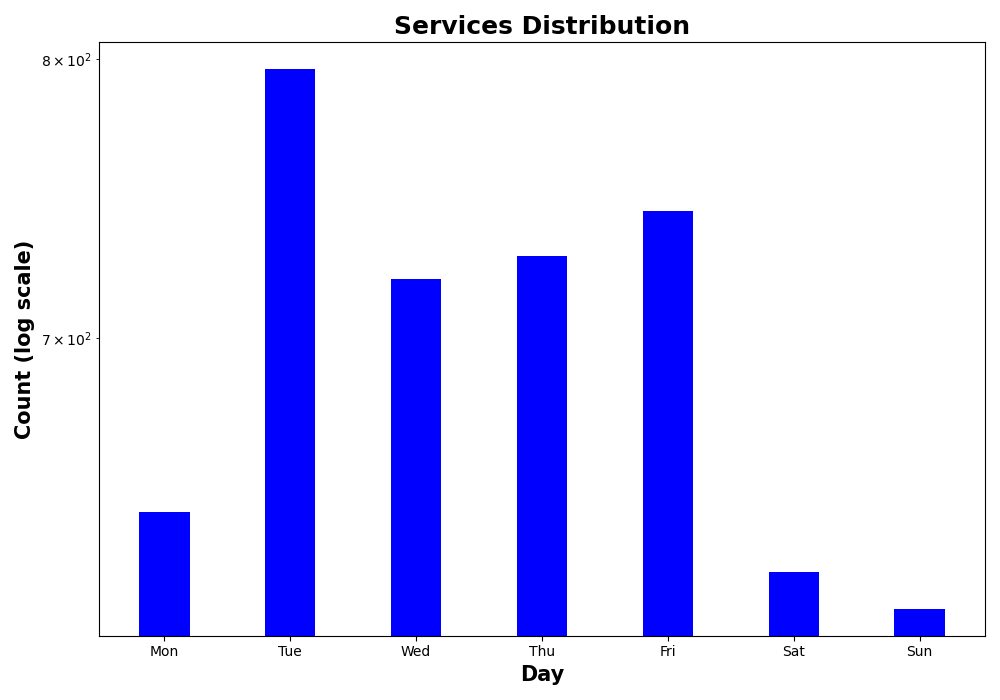 Services Distribution
Count (log scale)
8 × 10²
7 × 10²
Mon Tue Wed Thu Fri Sat Sun
Day